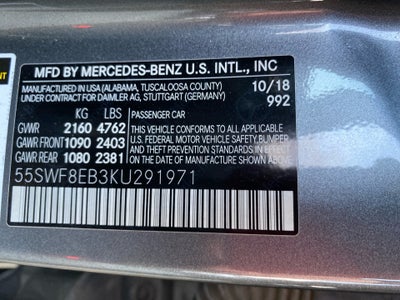 NT
MFD BY MERCEDES-BENZ U.S. INTL., INC
MANUFACTURED IN USA (ALABAMA, TUSCALOOSA COUNTY) 10/18
UNDER CONTRACT FOR DAIMLER AG, STUTTGART (GERMANY) 992
KG LBS PASSENGER CAR
GVWR 2160 4762 THIS VEHICLE CONFORMS TO ALL APPLICABLE
GAWR FRONT 1090 2403 U.S. FEDERAL MOTOR VEHICLE SAFETY, BUMPER,
GAWR REAR 1080 2381 AND THEFT PREVENTION STANDARDS IN EFFECT
ON THE DATE OF MANUFACTURE SHOWN ABOVE.
55SWF8EB3KU291971